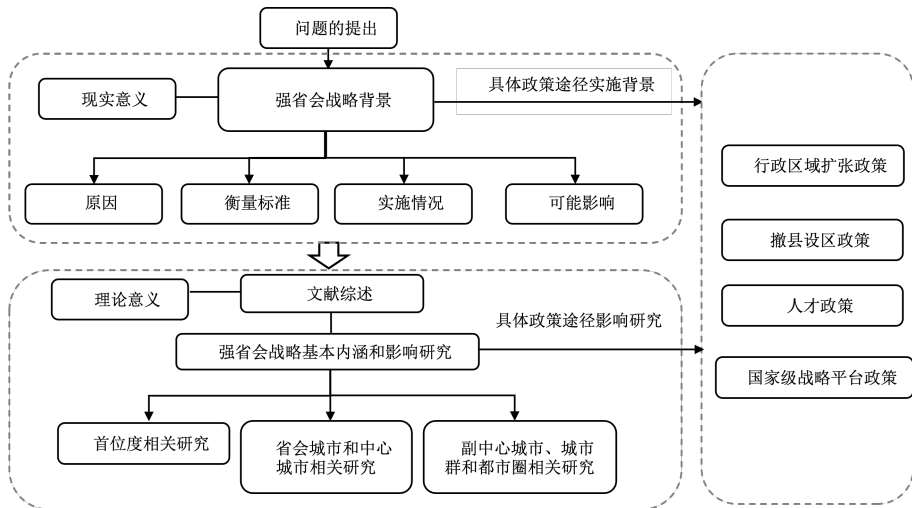 问题的提出
现实意义
强省会战略背景
具体政策途径实施背景
原因
衡量标准
实施情况
可能影响
行政区域扩张政策
撤县设区政策
人才政策
国家级战略平台政策
理论意义
文献综述
强省会战略基本内涵和影响研究
具体政策途径影响研究
首位度相关研究
省会城市和中心
城市相关研究
副中心城市、城市
群和都市圈相关研究